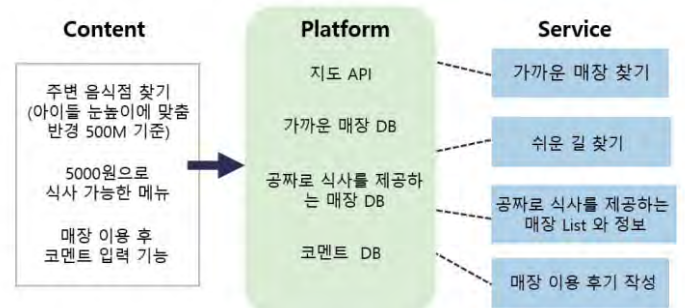 Content
주변 음식점 찾기
(아이들 눈높이에 맞춤
반경 500M 기준)
5000원으로
식사 가능한 메뉴
매장 이용 후
코멘트 입력 기능
Platform
지도 API
가까운 매장 DB
공짜로 식사를 제공하
는 매장 DB
코멘트 DB
Service
가까운 매장 찾기
쉬운 길 찾기
공짜로 식사를 제공하는
매장 List 와 정보
매장 이용 후기 작성